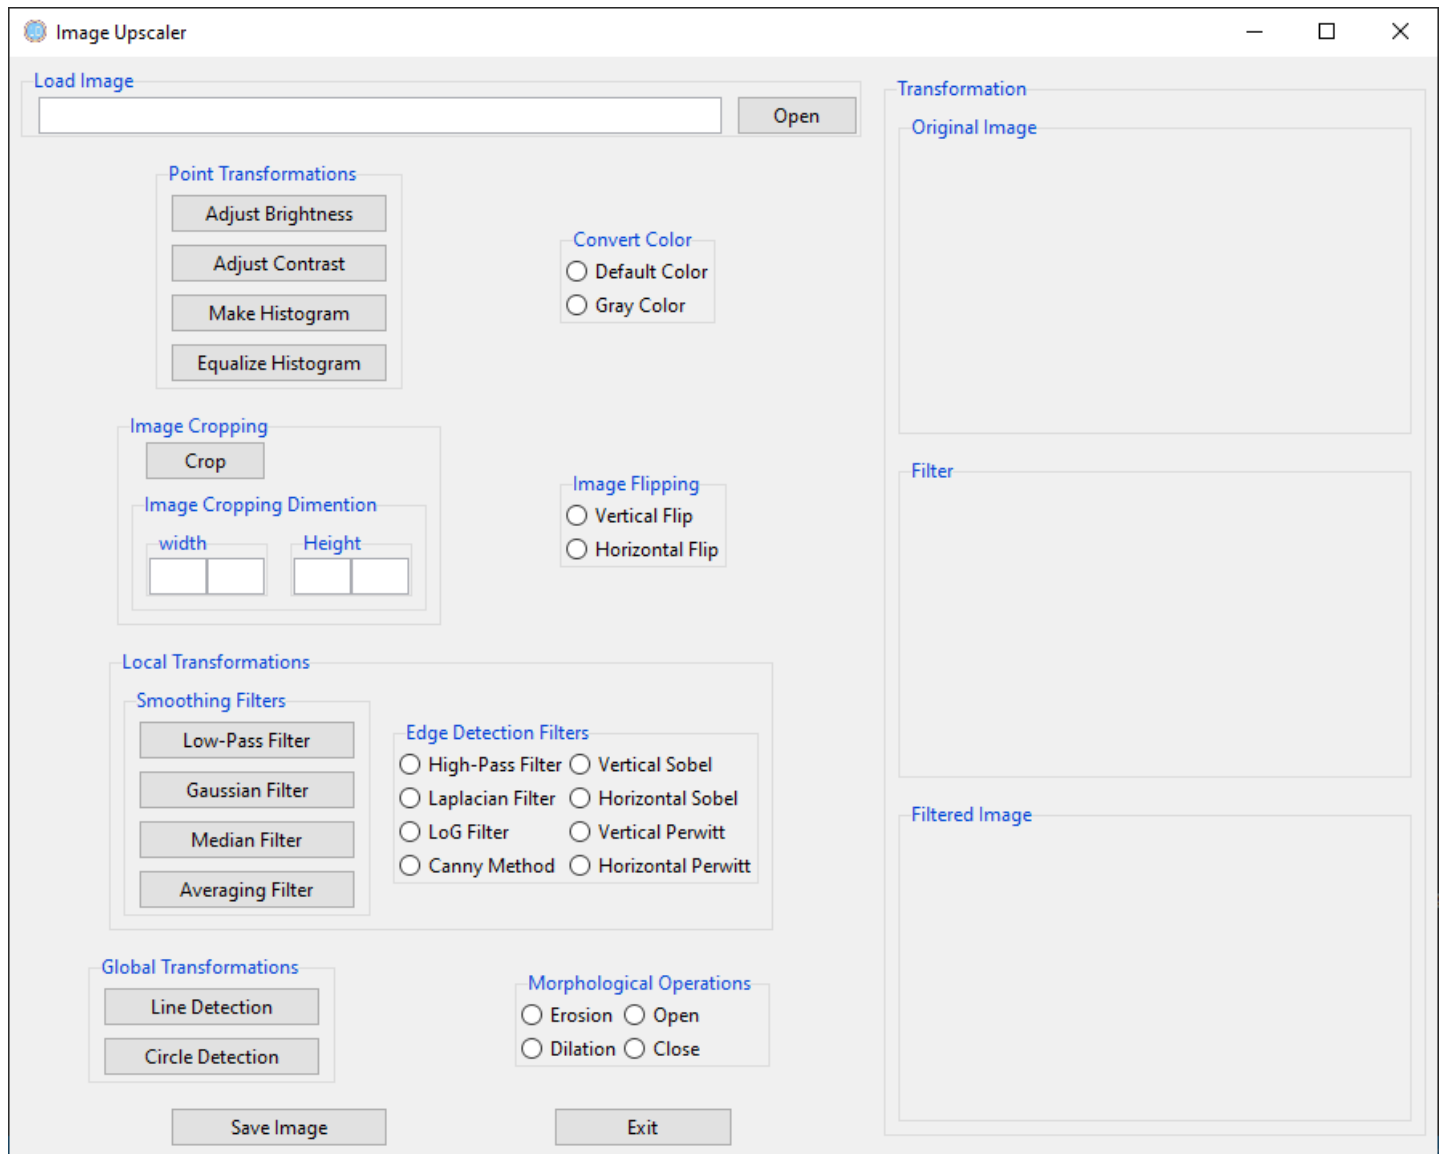 Image Upscaler
Load Image
Open
Point Transformations
Adjust Brightness
Adjust Contrast
Make Histogram
Equalize Histogram
Convert Color
Default Color
Gray Color
Image Cropping
Crop
Image Cropping Dimention
width
Height
Image Flipping
Vertical Flip
Horizontal Flip
Local Transformations
Smoothing Filters
Low-Pass Filter
Gaussian Filter
Median Filter
Averaging Filter
Edge Detection Filters
High-Pass Filter
Vertical Sobel
Laplacian Filter
Horizontal Sobel
LoG Filter
Vertical Perwitt
Canny Method
Horizontal Perwitt
Global Transformations
Line Detection
Circle Detection
Morphological Operations
Erosion
Open
Dilation
Close
Save Image
Exit
Transformation
Original Image
Filter
Filtered Image